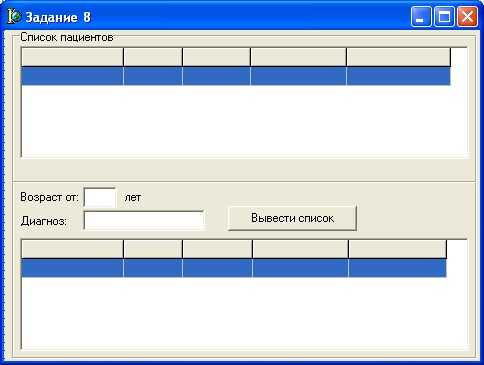 Задание 8
Список пациентов
Возраст от: лет
Диагноз:
Вывести список